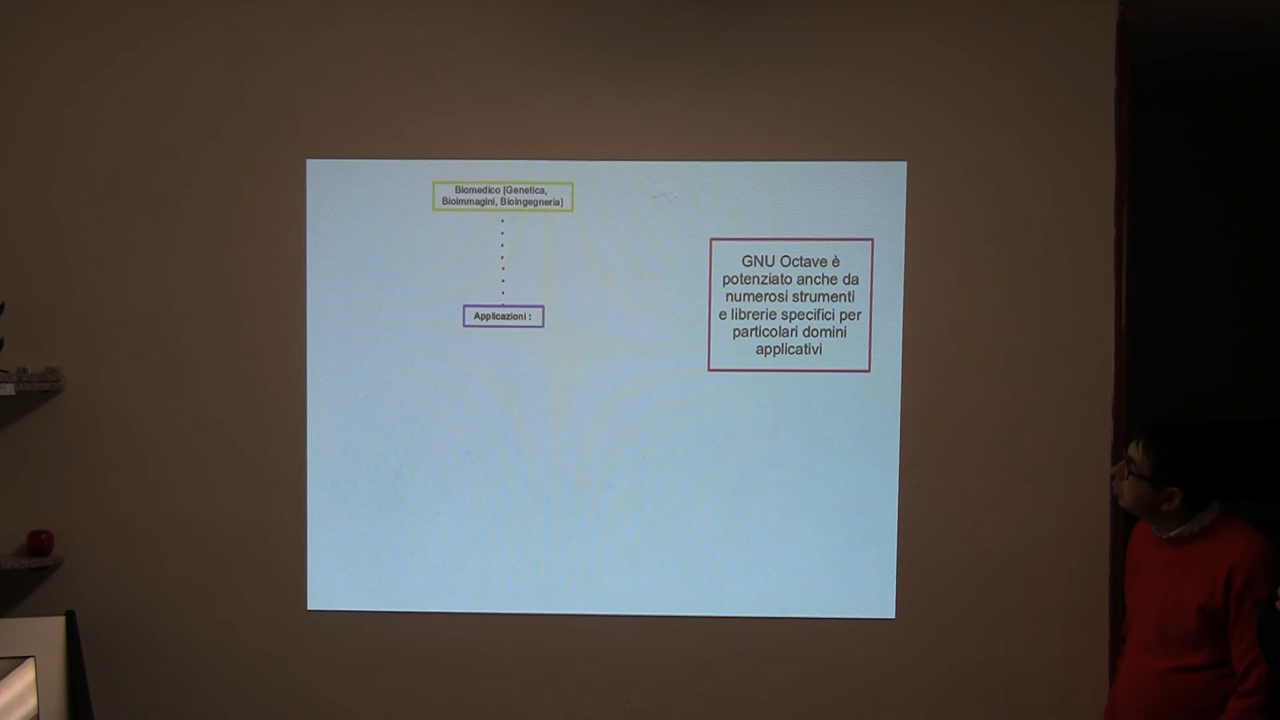 Biomedico [Genetica,
Bioimmagini, Bioingegneria]
Applicazioni :
GNU Octave è
potenziato anche da
numerosi strumenti
e librerie specifici per
particolari domini
applicativi